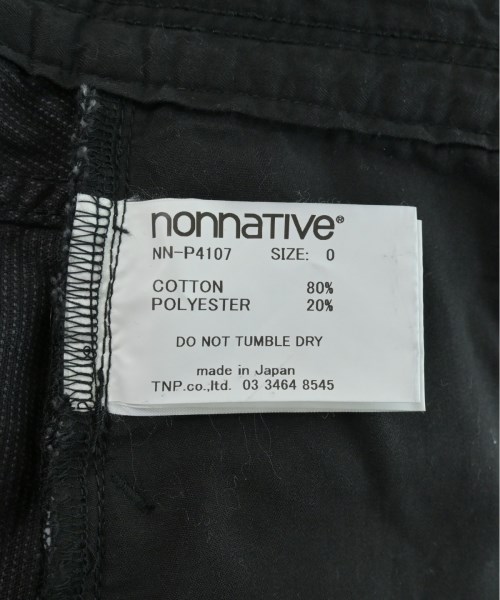 nonnative®
NN-P4107 SIZE: 0
COTTON 80%
POLYESTER 20%
DO NOT TUMBLE DRY
made in Japan
TNP.co,.ltd. 03 3464 8545